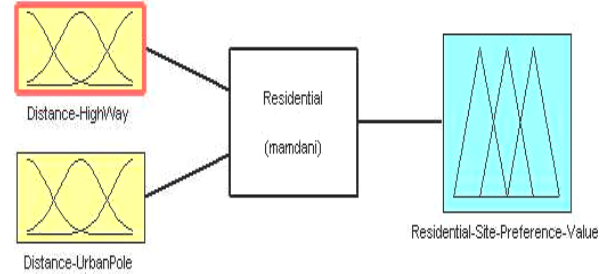 Distance-HighWay
Residential
(mamdani)
Distance-UrbanPole
Residential-Site-Preference-Value